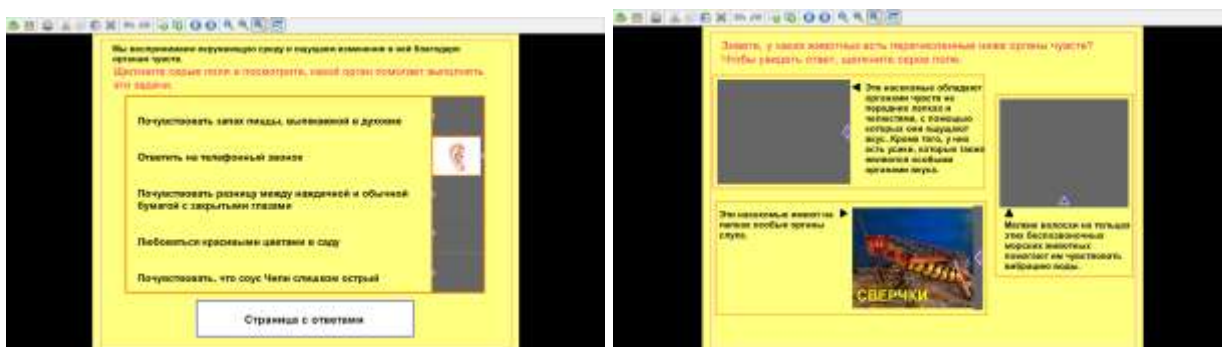 Мы воспринимаем окружающую среду и ощущаем изменения в ней благодаря
органам чувств.
Щелкните серые поля и посмотрите, какой орган помогает выполнять
эти задачи.
Почувствовать запах пиццы, выпекаемой в духовке
Ответить на телефонный звонок
Почувствовать разницу между наждачной и обычной
бумагой с закрытыми глазами
Любоваться красивыми цветами в саду
Почувствовать, что соус Чили слишком острый
Страница с ответами
Знаете, у каких животных есть перечисленные ниже органы чувств?
Чтобы увидеть ответ, щелкните серое поле.
Эти насекомые обладают
органами чувств на
передних лапках и
челюстями, с помощью
которых они ощущают
вкус. Кроме того, у них
есть усики, которые также
являются особыми
органами вкуса.
Эти насекомые имеют на
лапках особые органы
слуха.
СВЕРЧКИ
Мелкие волоски на тельцах
этих беспозвоночных
морских животных
помогают им чувствовать
вибрацию воды.